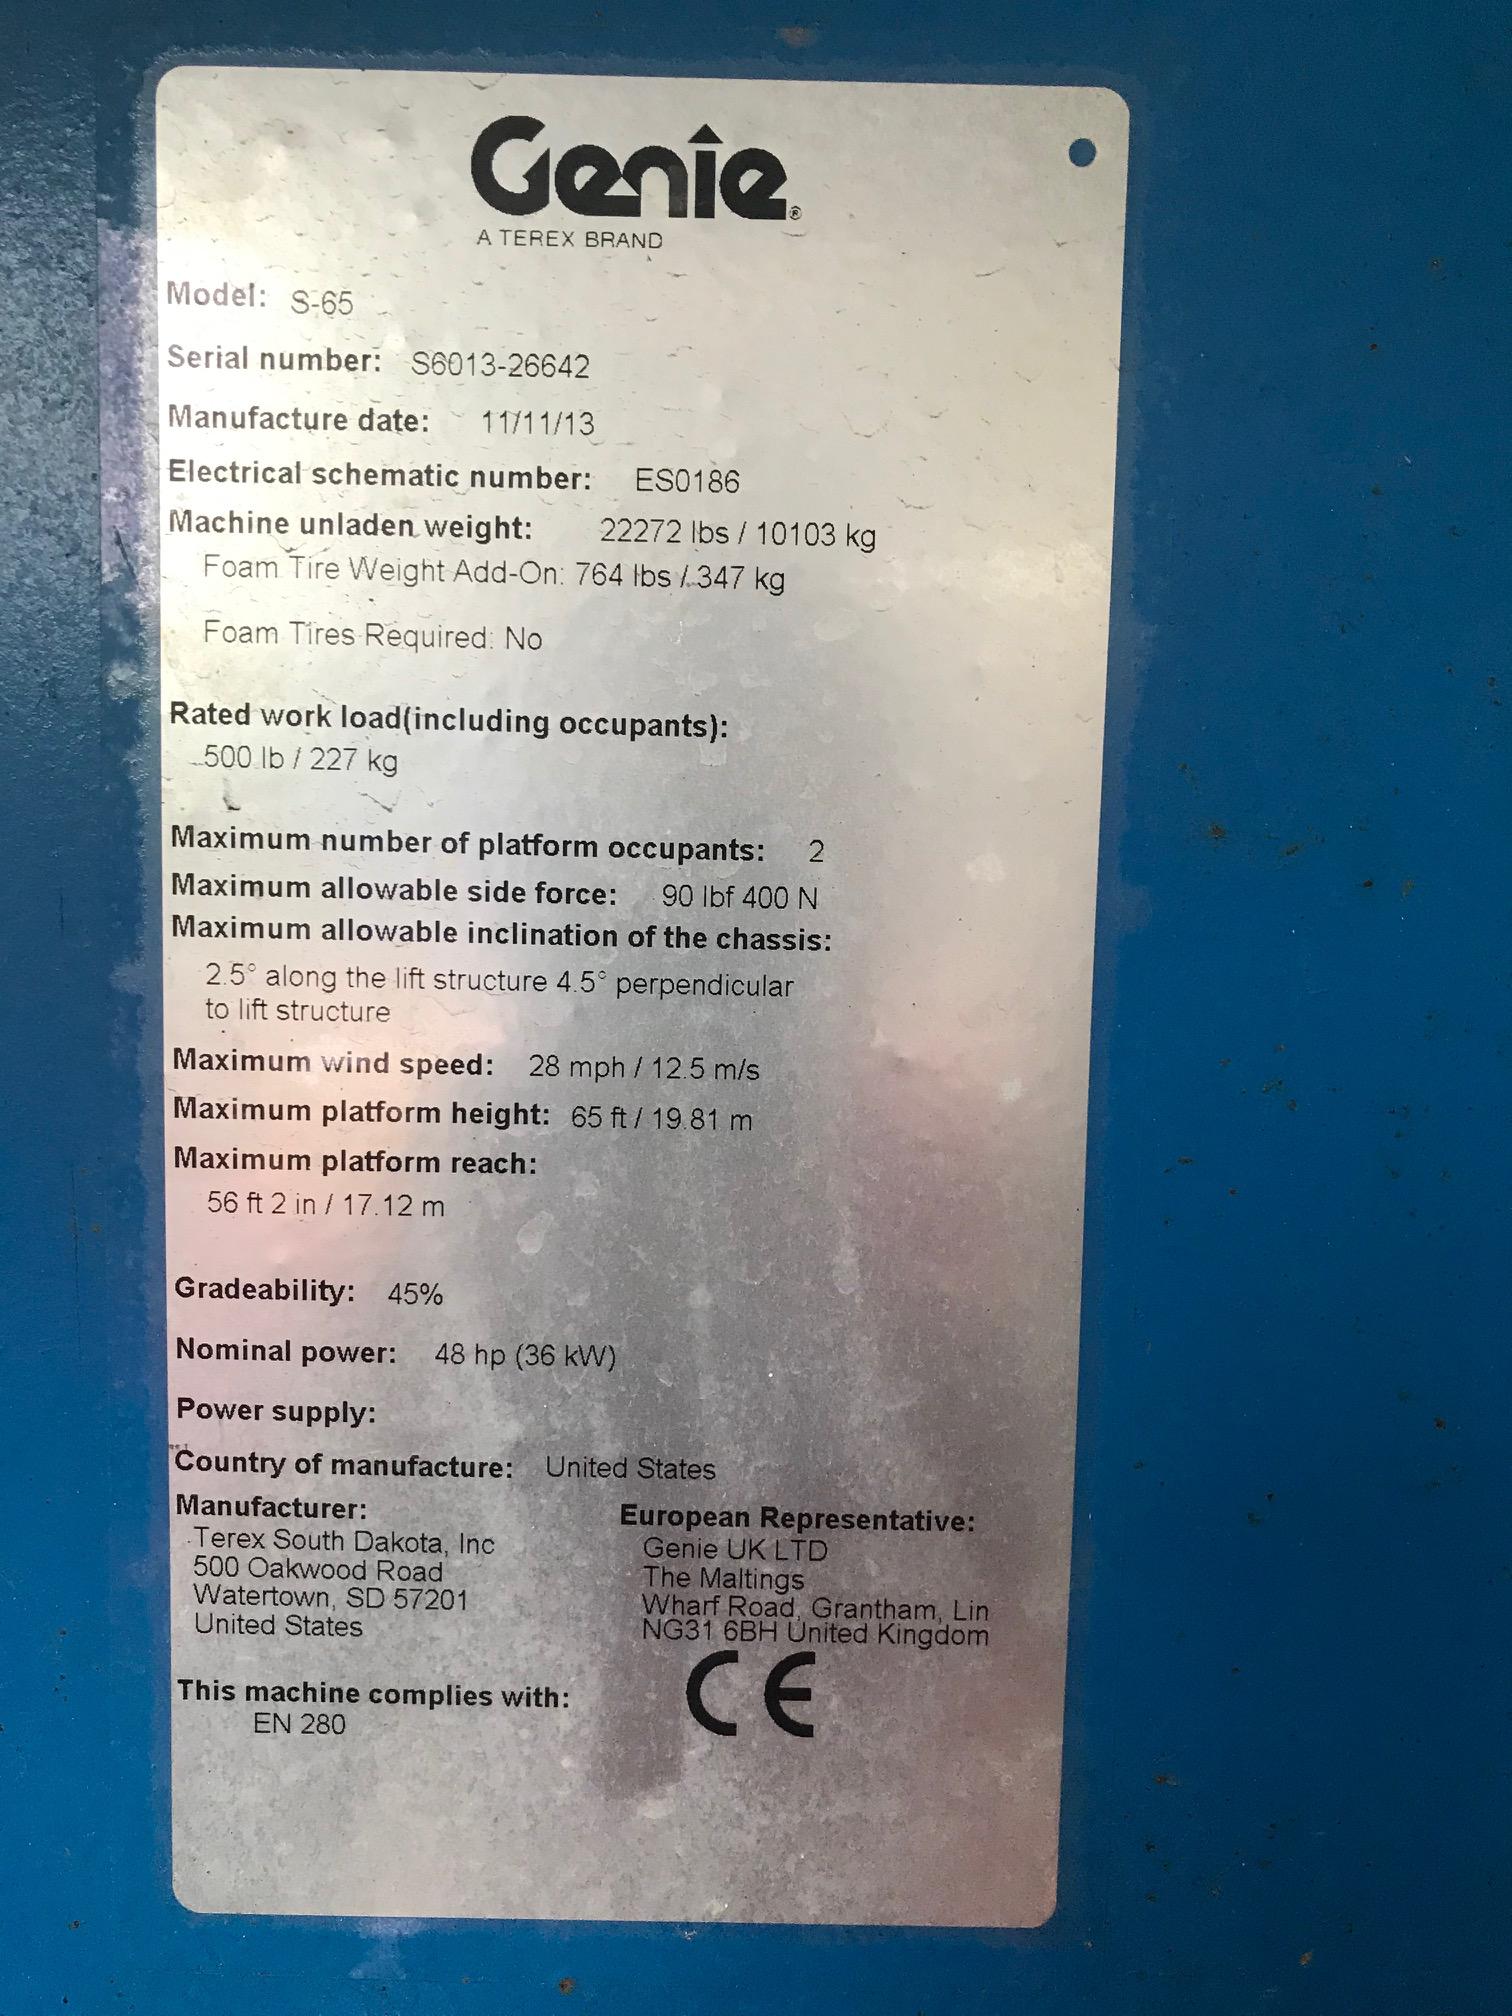 Genie®
A TEREX BRAND
Model: S-65
Serial number: S6013-26642
Manufacture date: 11/11/13
Electrical schematic number: ES0186
Machine unladen weight: 22272 lbs / 10103 kg
Foam Tire Weight Add-On: 764 lbs / 347 kg
Foam Tires Required: No
Rated work load(including occupants):
500 lb / 227 kg
Maximum number of platform occupants: 2
Maximum allowable side force: 90 lbf 400 N
Maximum allowable inclination of the chassis:
2.5° along the lift structure 4.5° perpendicular
to lift structure
Maximum wind speed: 28 mph / 12.5 m/s
Maximum platform height: 65 ft / 19.81 m
Maximum platform reach:
56 ft 2 in / 17.12 m
Gradeability: 45%
Nominal power: 48 hp (36 kW)
Power supply:
Country of manufacture: United States
Manufacturer:
Terex South Dakota, Inc
500 Oakwood Road
Watertown, SD 57201
United States
European Representative:
Genie UK LTD
The Maltings
Wharf Road, Grantham, Lin
NG31 6BH United Kingdom
This machine complies with:
EN 280
CE